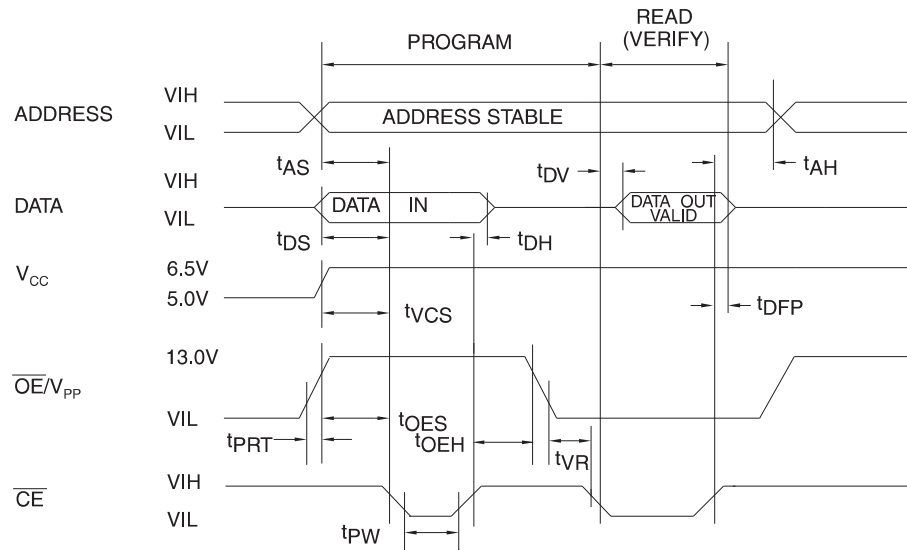 READ
(VERIFY)
PROGRAM
ADDRESS
VIH
VIL
ADDRESS STABLE
tAS
tDV
tAH
DATA
VIH
VIL
DATA IN
DATA OUT
VALID
tDS
tDH
VCC
6.5V
5.0V
tVCS
tDFP
OE/VPP
13.0V
VIL
tPRT
tOES
tOEH
tVR
CE
VIH
VIL
tPW